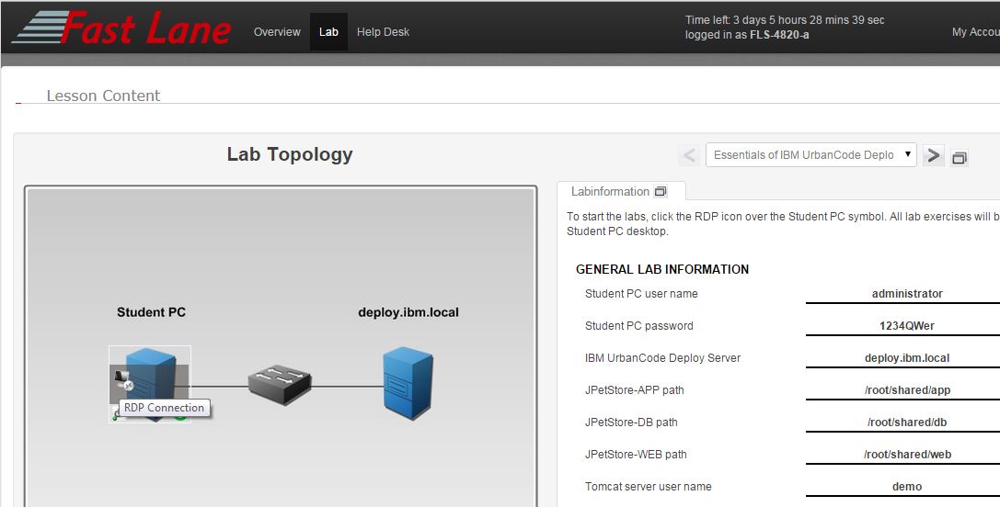 Fast Lane
Overview Lab Help Desk
Time left: 3 days 5 hours 28 mins 39 sec
logged in as FLS-4820-a
My Accou
Lesson Content
Lab Topology
Essentials of IBM UrbanCode Deplo
Student PC
deploy.ibm.local
RDP Connection
Labinformation
To start the labs, click the RDP icon over the Student PC symbol. All lab exercises will b
Student PC desktop.
GENERAL LAB INFORMATION
Student PC user name administrator
Student PC password 1234QWer
IBM UrbanCode Deploy Server deploy.ibm.local
JPetStore-APP path /root/shared/app
JPetStore-DB path /root/shared/db
JPetStore-WEB path /root/shared/web
Tomcat server user name demo